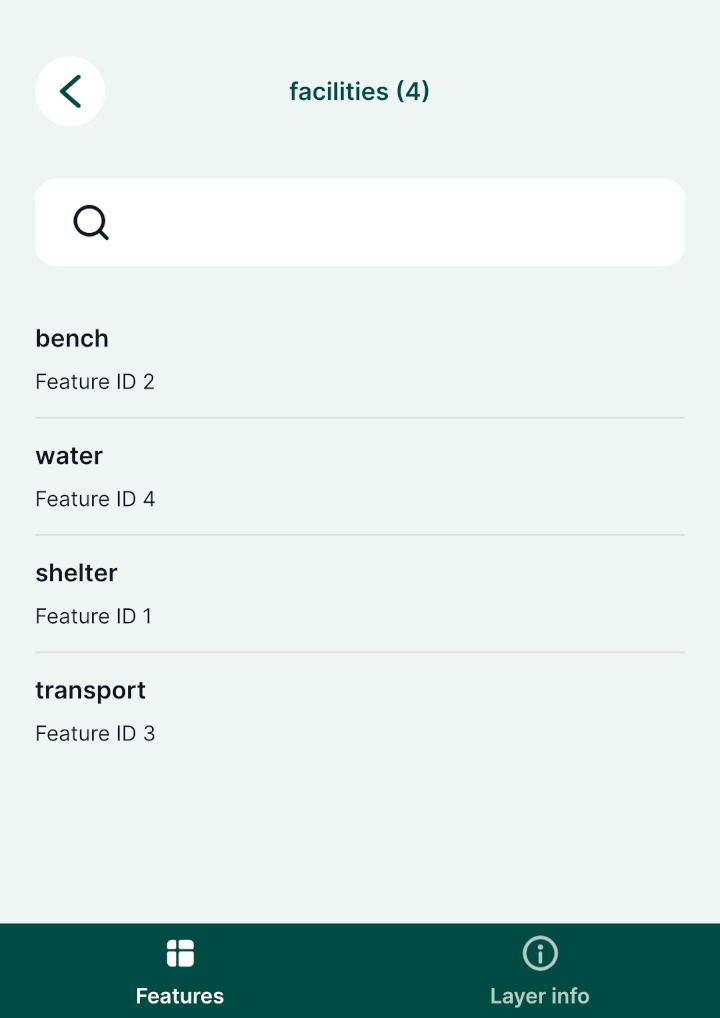 facilities (4)
bench
Feature ID 2
water
Feature ID 4
shelter
Feature ID 1
transport
Feature ID 3
Features
Layer info